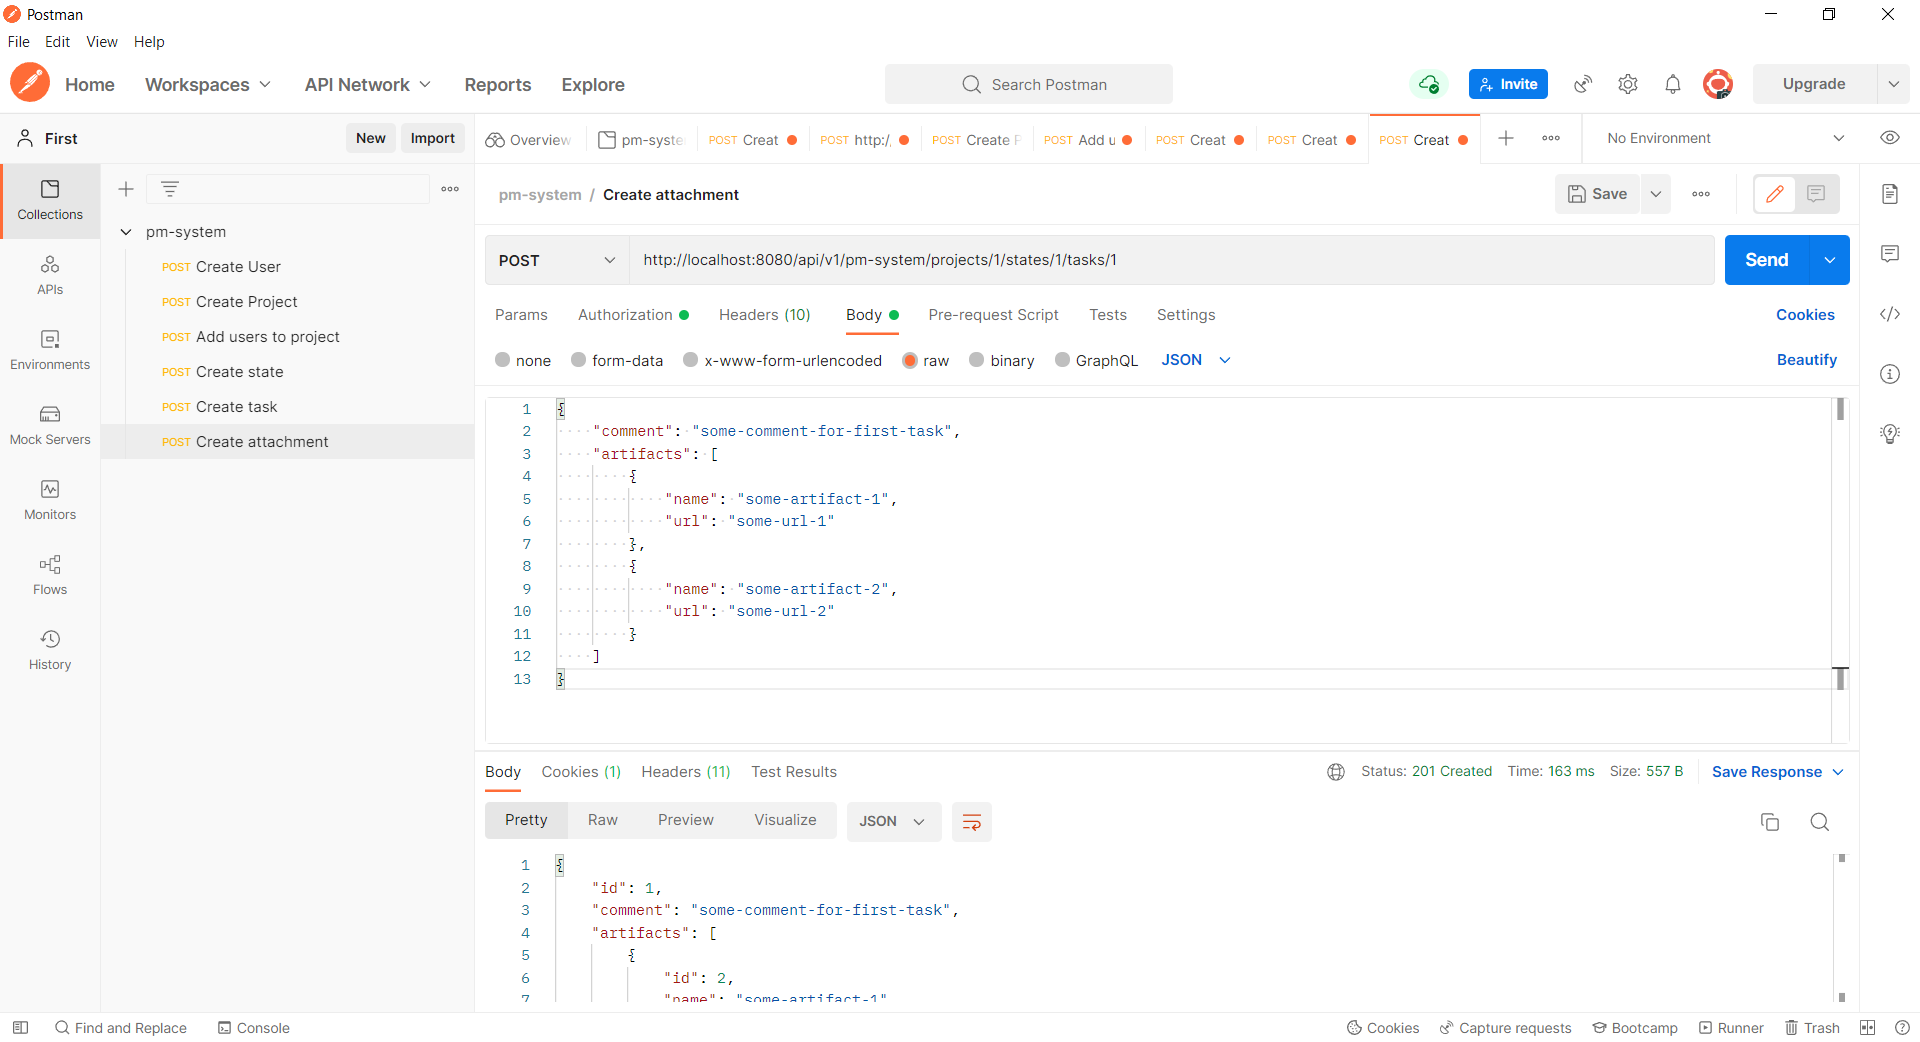 Postman
File Edit View Help
Home Workspaces API Network Reports Explore Search Postman Invite Upgrade
First New Import Overview pm-syste POST Creat POST http:/, POST Create P POST Add u POST Creat POST Creat POST Creat No Environment
Collections
APIs
Environments
Mock Servers
Monitors
Flows
History
pm-system
POST Create User
POST Create Project
POST Add users to project
POST Create state
POST Create task
POST Create attachment
pm-system / Create attachment Save
POST http://localhost:8080/api/v1/pm-system/projects/1/states/1/tasks/1 Send
Params Authorization Headers (10) Body Pre-request Script Tests Settings Cookies
none form-data x-www-form-urlencoded raw binary GraphQL JSON Beautify
1 {
2 "comment": "some-comment-for-first-task",
3 "artifacts": [
4 {
5 "name": "some-artifact-1",
6 "url": "some-url-1"
7 },
8 {
9 "name": "some-artifact-2",
10 "url": "some-url-2"
11 }
12 ]
13 }
Body Cookies (1) Headers (11) Test Results Status: 201 Created Time: 163 ms Size: 557 B Save Response
Pretty Raw Preview Visualize JSON
1 {
2 "id": 1,
3 "comment": "some-comment-for-first-task",
4 "artifacts": [
5 {
6 "id": 2,
7 "name": "some-artifact-1"
Find and Replace Console Cookies Capture requests Bootcamp Runner Trash